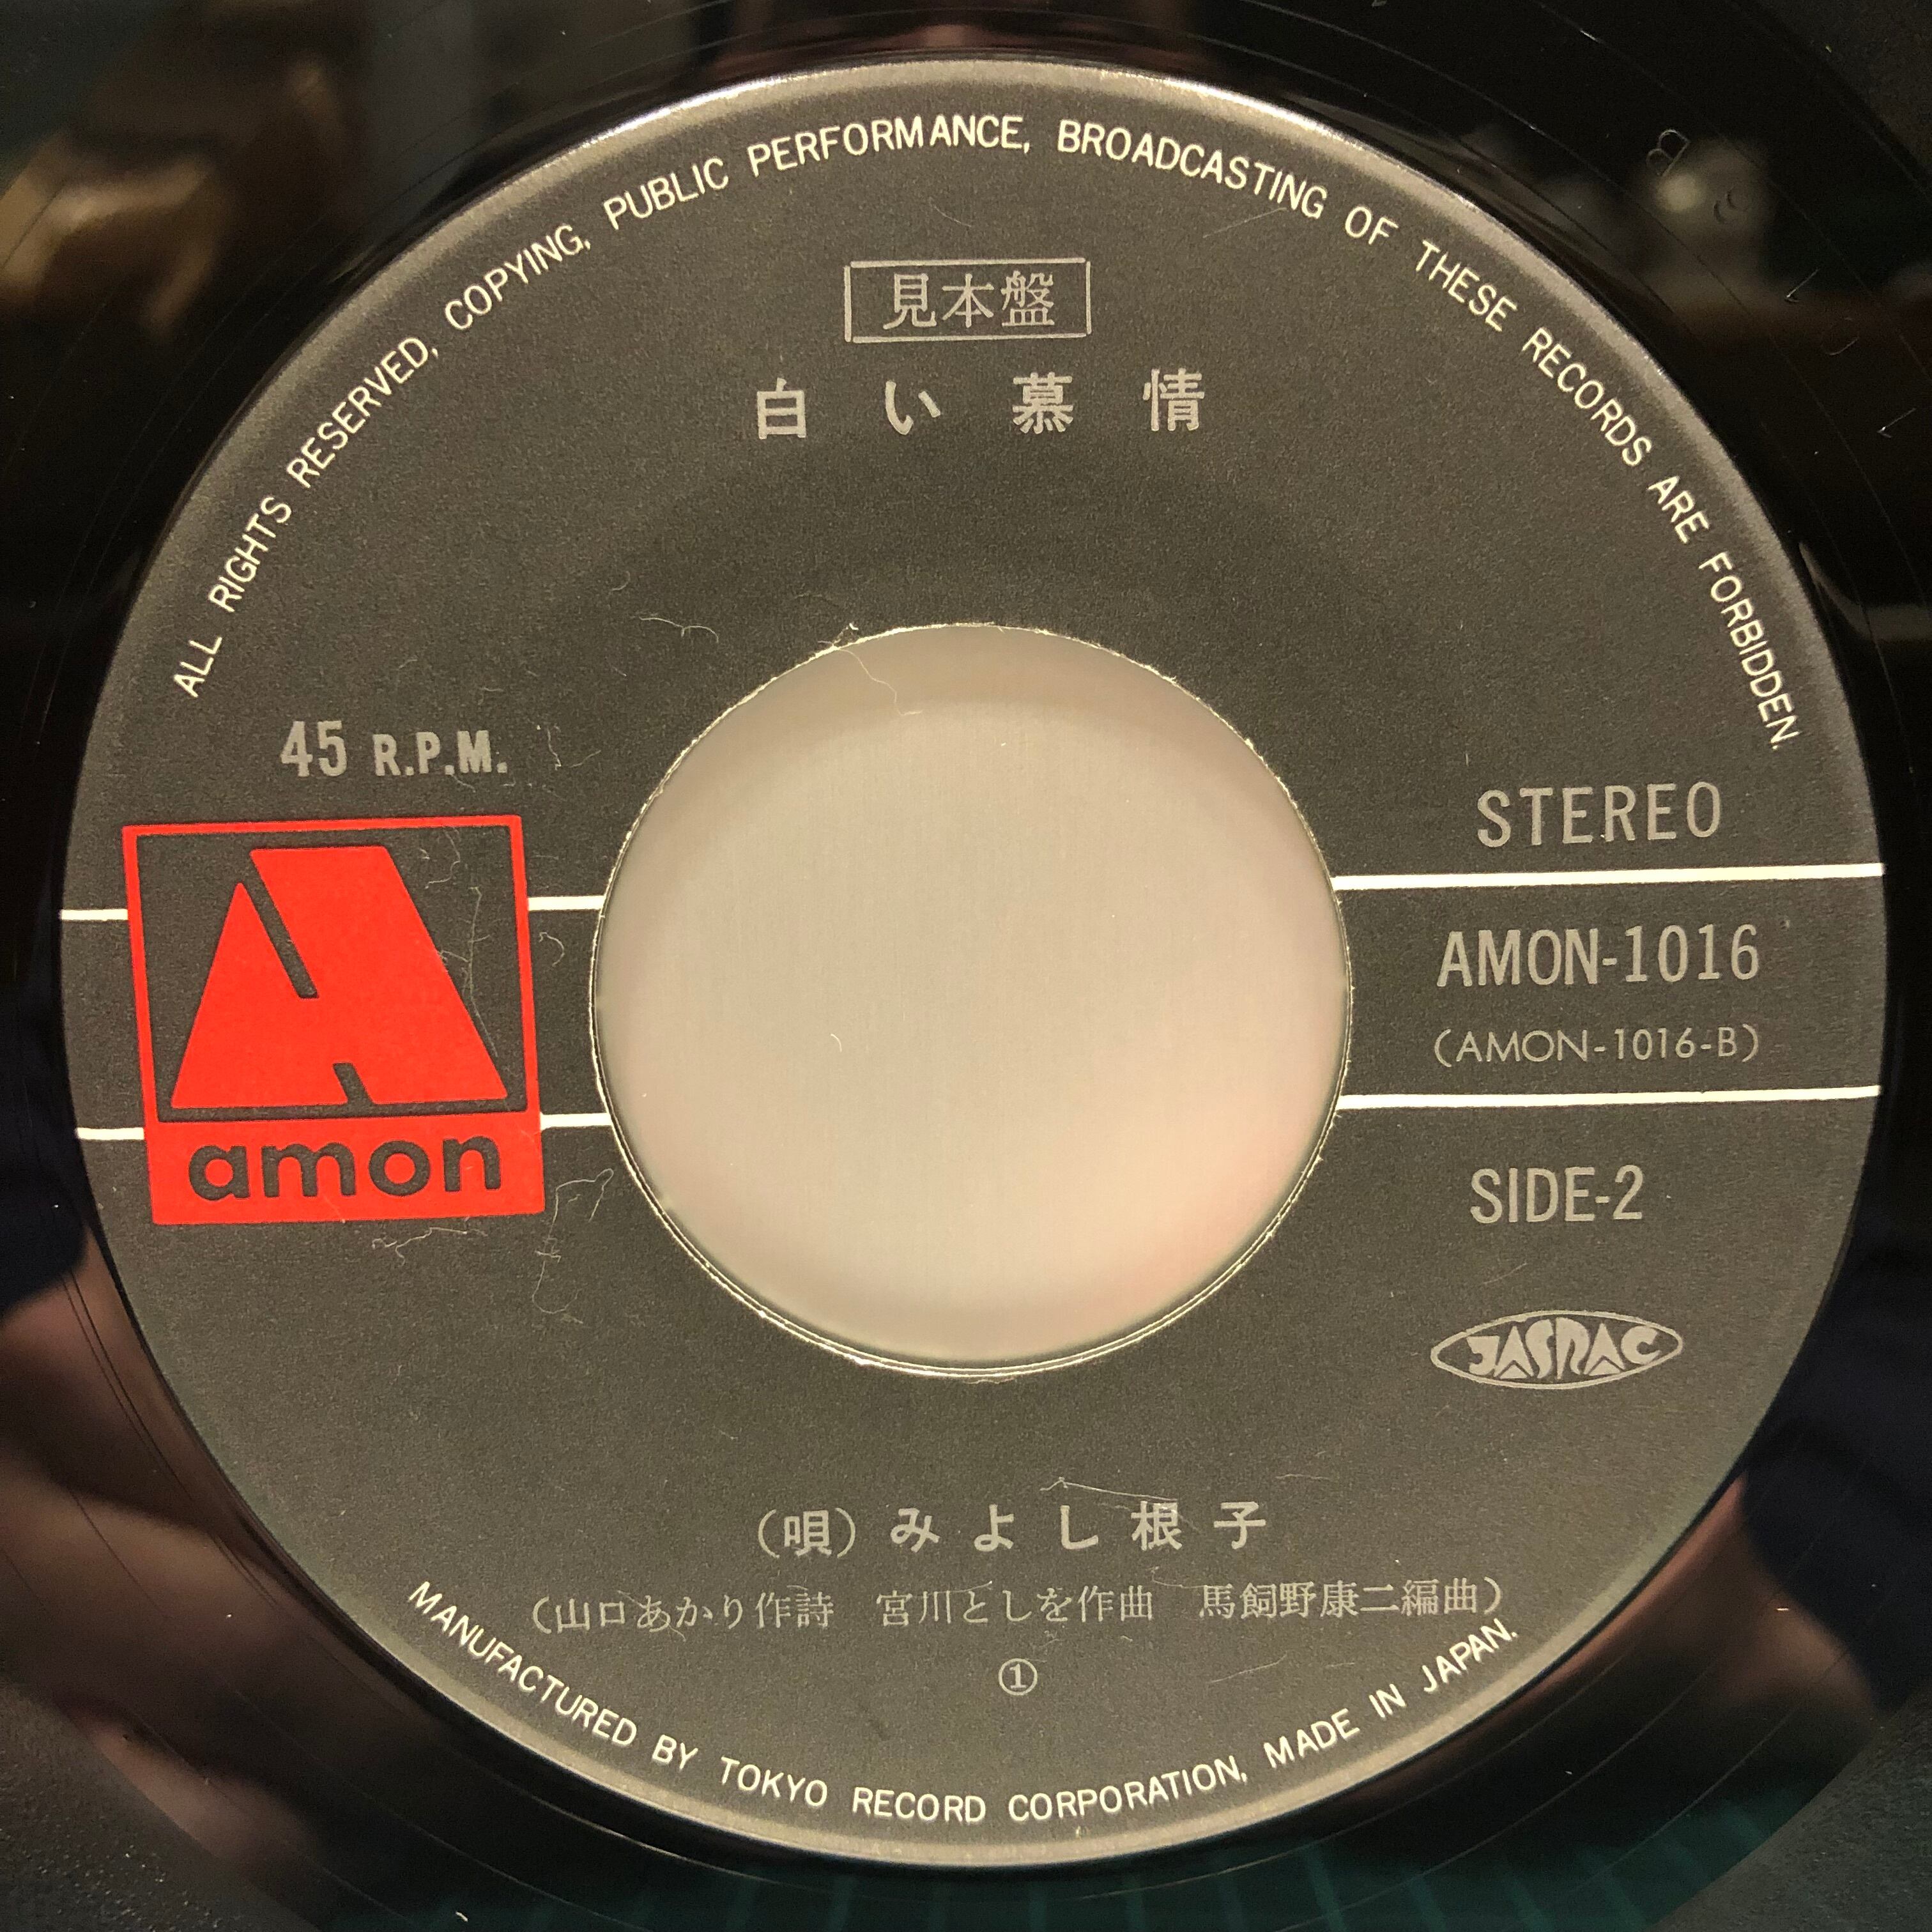 ALL RIGHTS RESERVED, COPYING, PUBLIC PERFORMANCE, BROADCASTING OF THESE RECORDS ARE FORBIDDEN.
見本盤
白い慕情
45 R.P.M.
STEREO
A
AMON-1016
(AMON-1016-B)
amon
SIDE-2
JASRAC
（唄）みよし根子
（山口あかり作詩　宮川としを作曲　馬飼野康二編曲）
①
MANUFACTURED BY TOKYO RECORD CORPORATION, MADE IN JAPAN.